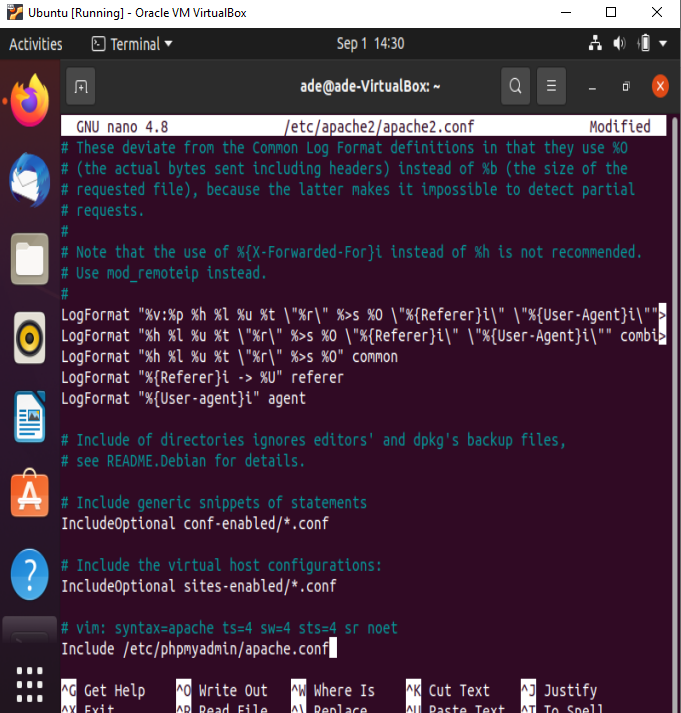 Ubuntu [Running] - Oracle VM VirtualBox
Activities Terminal Sep 1 14:30
ade@ade-VirtualBox: ~
GNU nano 4.8 /etc/apache2/apache2.conf Modified
# These deviate from the Common Log Format definitions in that they use %O
# (the actual bytes sent including headers) instead of %b (the size of the
# requested file), because the latter makes it impossible to detect partial
# requests.
#
# Note that the use of %{X-Forwarded-For}i instead of %h is not recommended.
# Use mod_remoteip instead.
#
LogFormat "%v:%p %h %l %u %t \"%r\" %>s %O \"%{Referer}i\" \"%{User-Agent}i\"">
LogFormat "%h %l %u %t \"%r\" %>s %O \"%{Referer}i\" \"%{User-Agent}i\"" combi>
LogFormat "%h %l %u %t \"%r\" %>s %O" common
LogFormat "%{Referer}i -> %U" referer
LogFormat "%{User-agent}i" agent
# Include of directories ignores editors' and dpkg's backup files,
# see README.Debian for details.
# Include generic snippets of statements
IncludeOptional conf-enabled/*.conf
# Include the virtual host configurations:
IncludeOptional sites-enabled/*.conf
# vim: syntax=apache ts=4 sw=4 sts=4 sr noet
Include /etc/phpmyadmin/apache.conf
^G Get Help ^O Write Out ^W Where Is ^K Cut Text ^J Justify
^X Exit ^R Read File ^\ Replace ^U Paste Text ^T To Spell